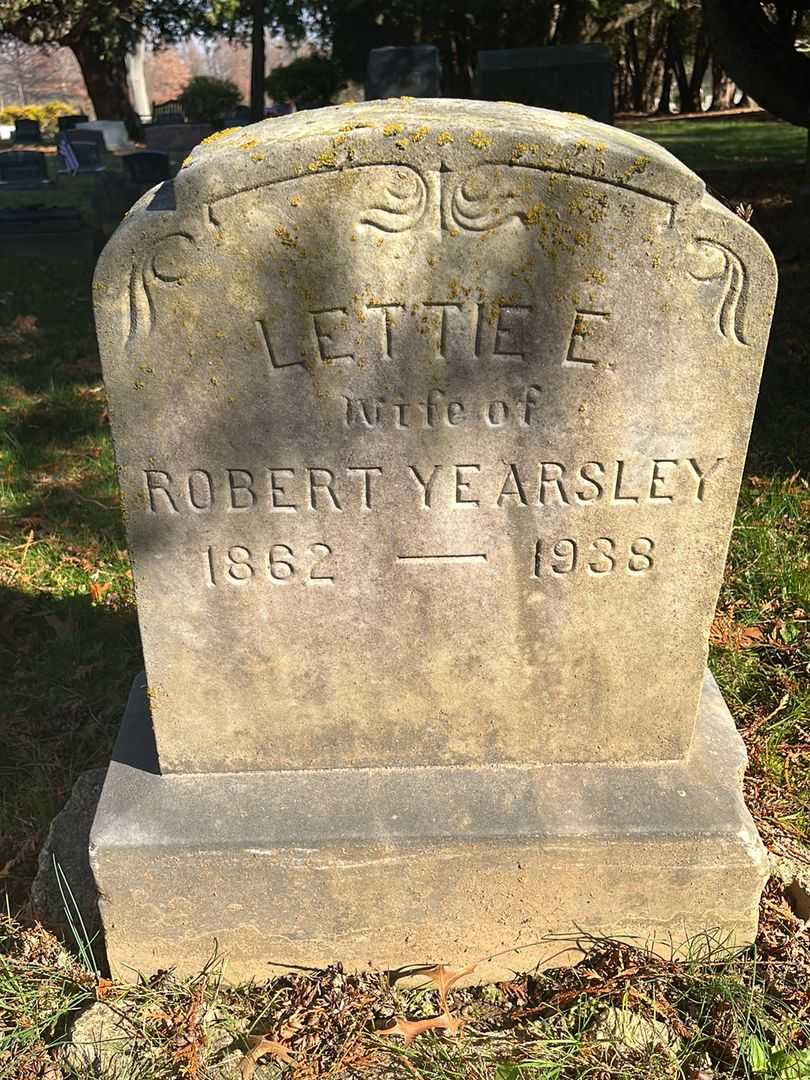 LETTIE E.
Wife of
ROBERT YEARSLEY
1862 — 1938